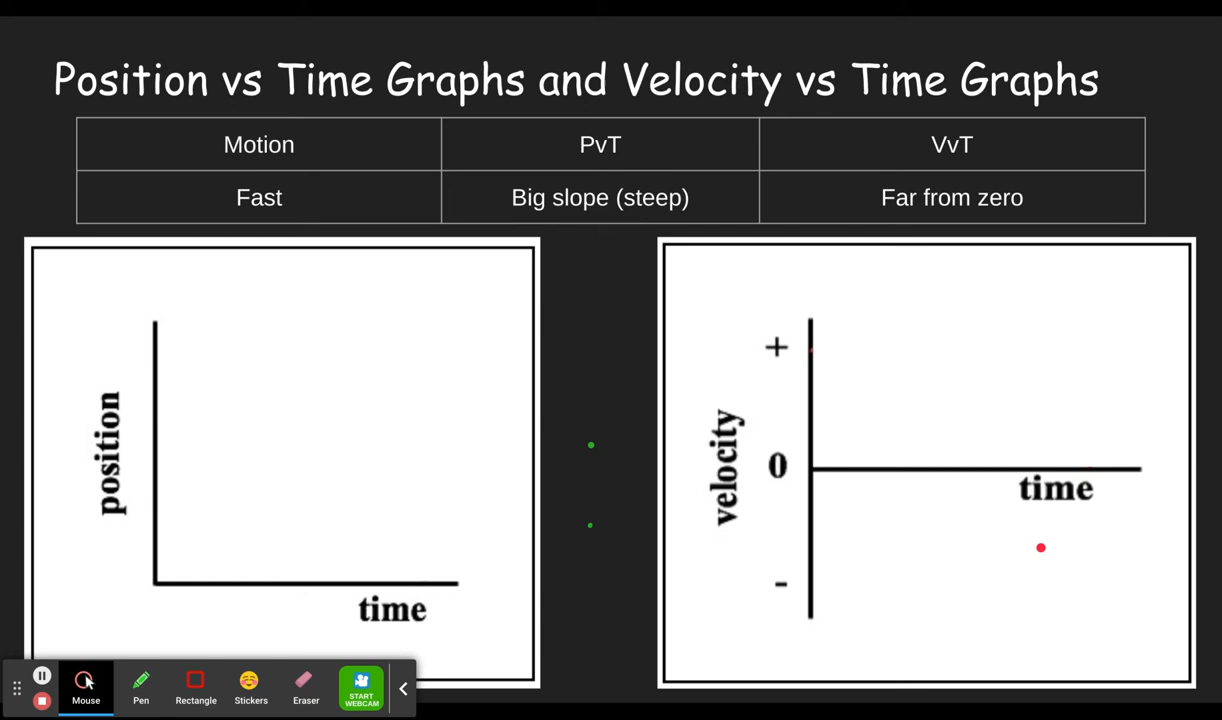 Position vs Time Graphs and Velocity vs Time Graphs
Motion PvT VvT
Fast Big slope (steep) Far from zero
position
time
+
velocity
0
time
-
Mouse Pen Rectangle Stickers Eraser START WEBCAM